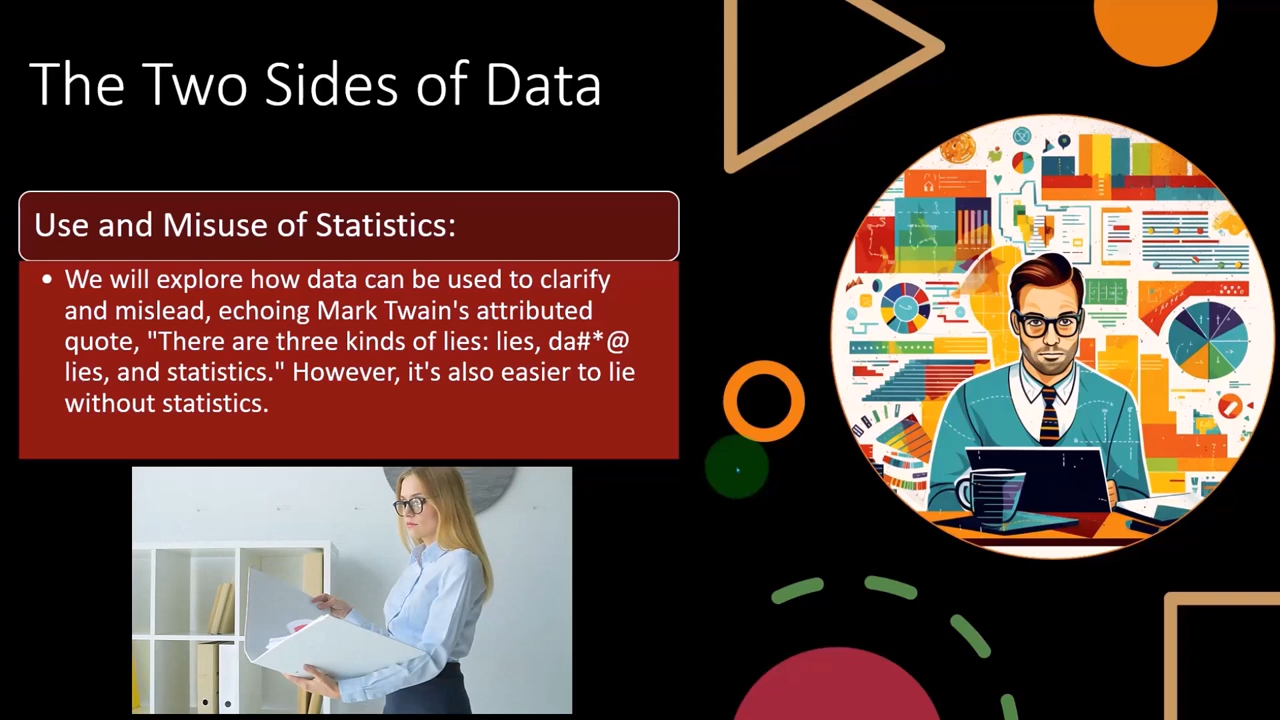 The Two Sides of Data
Use and Misuse of Statistics:
• We will explore how data can be used to clarify
and mislead, echoing Mark Twain's attributed
quote, "There are three kinds of lies: lies, da#*@
lies, and statistics." However, it's also easier to lie
without statistics.